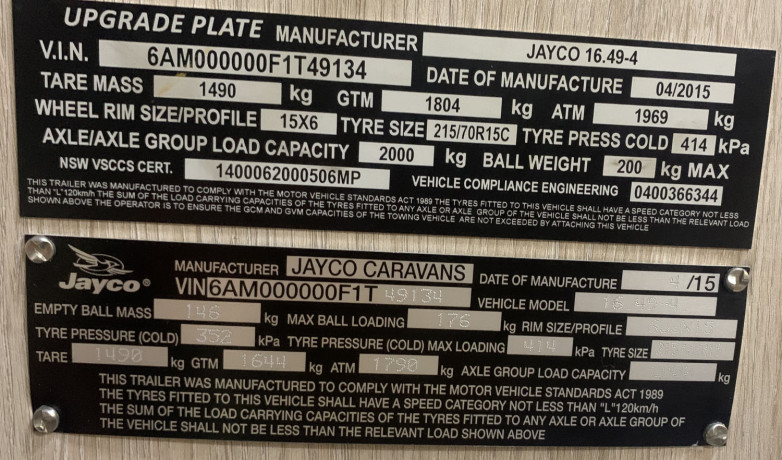 UPGRADE PLATE MANUFACTURER JAYCO 16.49-4
V.I.N. 6AM000000F1T49134 DATE OF MANUFACTURE 04/2015
TARE MASS 1490 kg GTM 1804 kg ATM 1969 kg
WHEEL RIM SIZE/PROFILE 15X6 TYRE SIZE 215/70R15C TYRE PRESS COLD 414 kPa
AXLE/AXLE GROUP LOAD CAPACITY 2000 kg BALL WEIGHT 200 kg MAX
NSW VSCCS CERT. 1400062000506MP VEHICLE COMPLIANCE ENGINEERING 0400366344
THIS TRAILER WAS MANUFACTURED TO COMPLY WITH THE MOTOR VEHICLE STANDARDS ACT 1989 THE TYRES FITTED TO THIS VEHICLE SHALL HAVE A SPEED CATEGORY NOT LESS
THAN "L"120km/h THE SUM OF THE LOAD CARRYING CAPACITIES OF THE TYRES FITTED TO ANY AXLE OR AXLE GROUP OF THE VEHICLE SHALL NOT BE LESS THAN THE RELEVANT LOAD
SHOWN ABOVE THE OPERATOR IS TO ENSURE THE GCM AND GVM CAPACITIES OF THE TOWING VEHICLE ARE NOT EXCEEDED BY ATTACHING THIS VEHICLE
Jayco® MANUFACTURER JAYCO CARAVANS DATE OF MANUFACTURE 4/15
VIN 6AM000000F1T 49134 VEHICLE MODEL
EMPTY BALL MASS 146 kg MAX BALL LOADING 176 kg RIM SIZE/PROFILE
TYRE PRESSURE (COLD) 352 kPa TYRE PRESSURE (COLD) MAX LOADING 414 kPa TYRE SIZE
TARE 1490 kg GTM 1644 kg ATM 1790 kg AXLE GROUP LOAD CAPACITY kg
THIS TRAILER WAS MANUFACTURED TO COMPLY WITH THE MOTOR VEHICLE STANDARDS ACT 1989
THE TYRES FITTED TO THIS VEHICLE SHALL HAVE A SPEED CATEGORY NOT LESS THAN "L"120km/h
THE SUM OF THE LOAD CARRYING CAPACITIES OF THE TYRES FITTED TO ANY AXLE OR AXLE GROUP OF
THE VEHICLE SHALL NOT BE LESS THAN THE RELEVANT LOAD SHOWN ABOVE